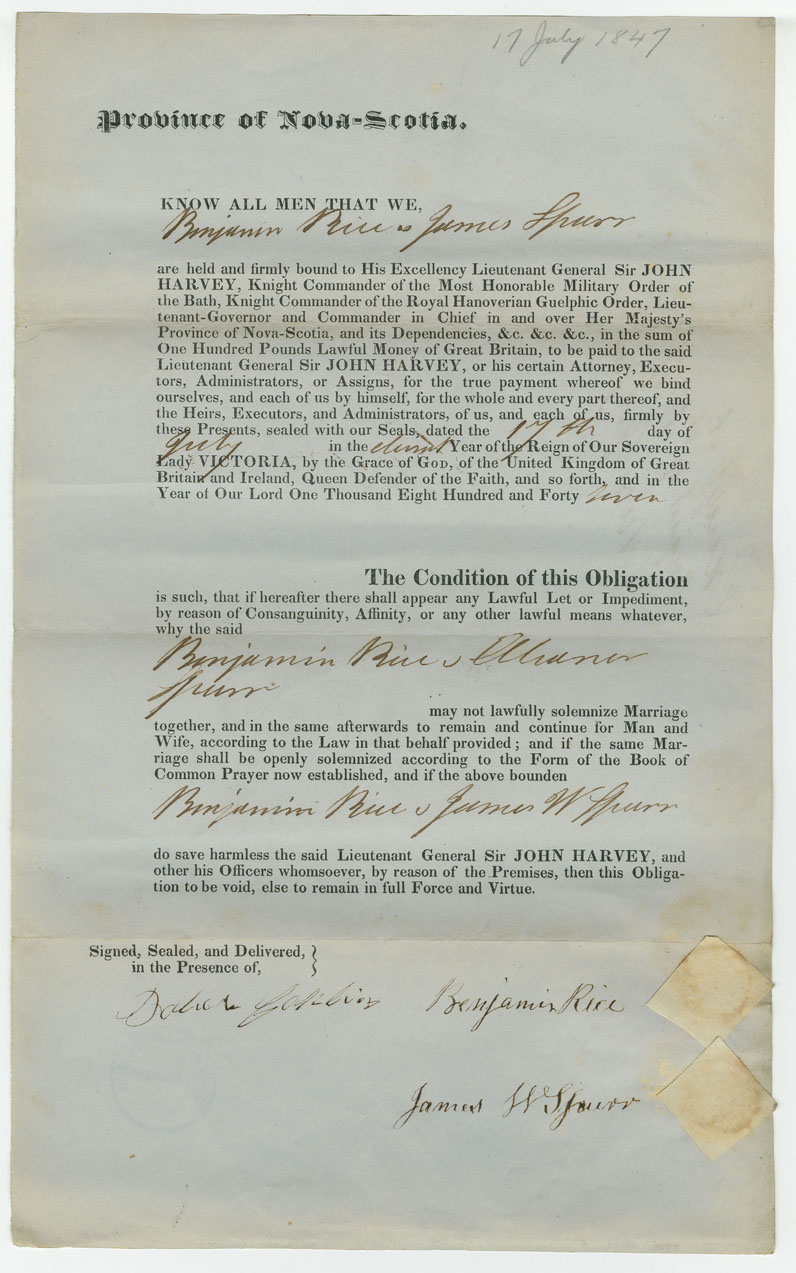 17 July 1847
Province of Nova-Scotia.
KNOW ALL MEN THAT WE,
Benjamin Rice & James Spurr
are held and firmly bound to His Excellency Lieutenant General Sir JOHN
HARVEY, Knight Commander of the Most Honorable Military Order of
the Bath, Knight Commander of the Royal Hanoverian Guelphic Order, Lieu-
tenant-Governor and Commander in Chief in and over Her Majesty's
Province of Nova-Scotia, and its Dependencies, &c. &c. &c., in the sum of
One Hundred Pounds Lawful Money of Great Britain, to be paid to the said
Lieutenant General Sir JOHN HARVEY, or his certain Attorney, Execu-
tors, Administrators, or Assigns, for the true payment whereof we bind
ourselves, and each of us by himself, for the whole and every part thereof, and
the Heirs, Executors, and Administrators, of us, and each of us, firmly by
these Presents, sealed with our Seals, dated the 17th day of
July in the Year of the Reign of Our Sovereign
Lady VICTORIA, by the Grace of GOD, of the United Kingdom of Great
Britain and Ireland, Queen Defender of the Faith, and so forth, and in the
Year of Our Lord One Thousand Eight Hundred and Forty seven
The Condition of this Obligation
is such, that if hereafter there shall appear any Lawful Let or Impediment,
by reason of Consanguinity, Affinity, or any other lawful means whatever,
why the said
Benjamin Rice & Elleanor
Spurr
may not lawfully solemnize Marriage
together, and in the same afterwards to remain and continue for Man and
Wife, according to the Law in that behalf provided; and if the same Mar-
riage shall be openly solemnized according to the Form of the Book of
Common Prayer now established, and if the above bounden
Benjamin Rice & James W Spurr
do save harmless the said Lieutenant General Sir JOHN HARVEY, and
other his Officers whomsoever, by reason of the Premises, then this Obliga-
tion to be void, else to remain in full Force and Virtue.
Signed, Sealed, and Delivered,
in the Presence of,
Benjamin Rice
James W Spurr